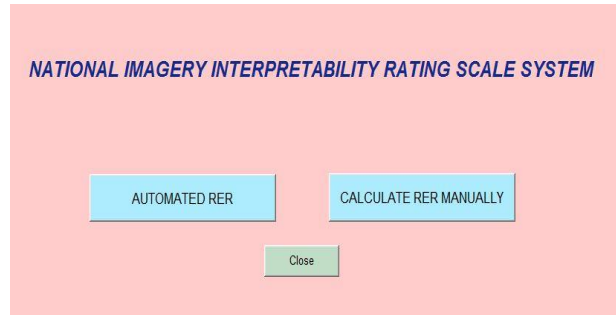 NATIONAL IMAGERY INTERPRETABILITY RATING SCALE SYSTEM
AUTOMATED RER
CALCULATE RER MANUALLY
Close